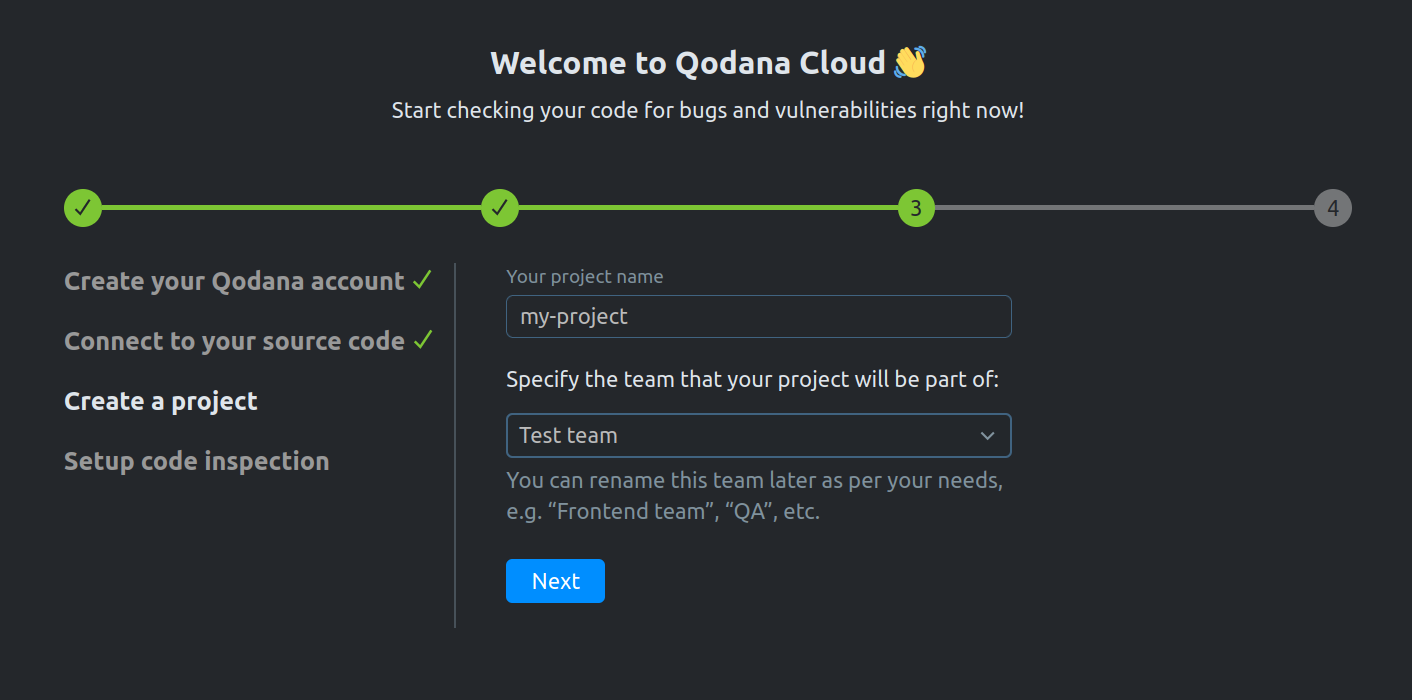 Welcome to Qodana Cloud 👋
Start checking your code for bugs and vulnerabilities right now!
3
4
Create your Qodana account
Connect to your source code
Create a project
Setup code inspection
Your project name
my-project
Specify the team that your project will be part of:
Test team
You can rename this team later as per your needs,
e.g. “Frontend team”, “QA”, etc.
Next